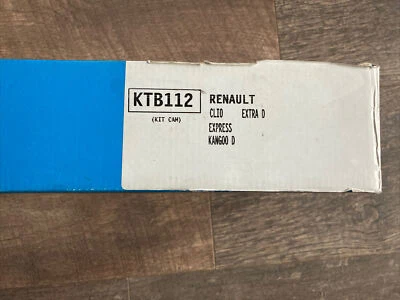 KTB112 RENAULT
(KIT CAM) CLIO EXTRA D
EXPRESS
KANGOO D